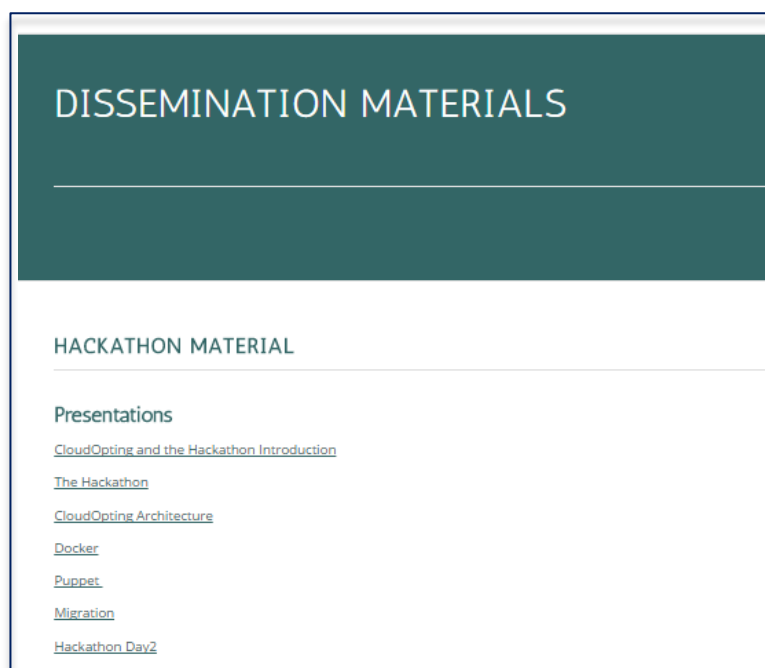 DISSEMINATION MATERIALS
HACKATHON MATERIAL
Presentations
CloudOpting and the Hackathon Introduction
The Hackathon
CloudOpting Architecture
Docker
Puppet
Migration
Hackathon Day2